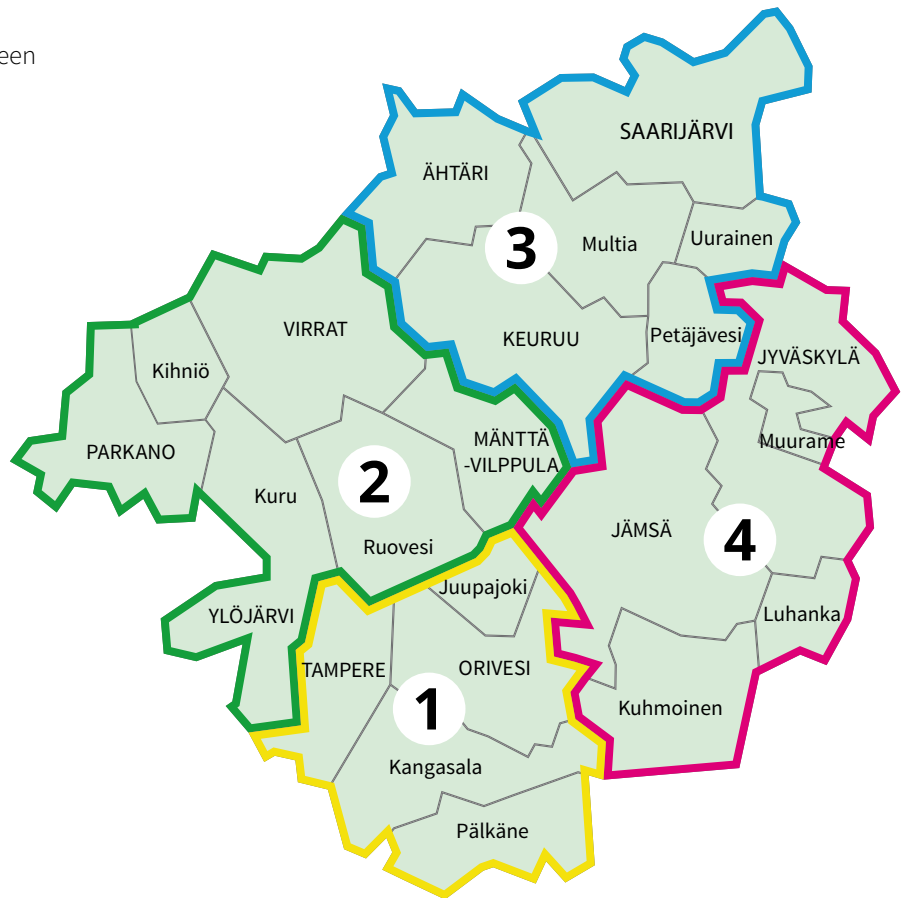 een
SAARIJÄRVI
ÄHTÄRI
3
Multia
Uurainen
VIRRAT
KEURUU
Petäjävesi
JYVÄSKYLÄ
Kihniö
PARKANO
MÄNTTÄ
-VILPPULA
Muurame
2
Kuru
JÄMSÄ
4
Ruovesi
Juupajoki
YLÖJÄRVI
Luhanka
TAMPERE
ORIVESI
1
Kuhmoinen
Kangasala
Pälkäne